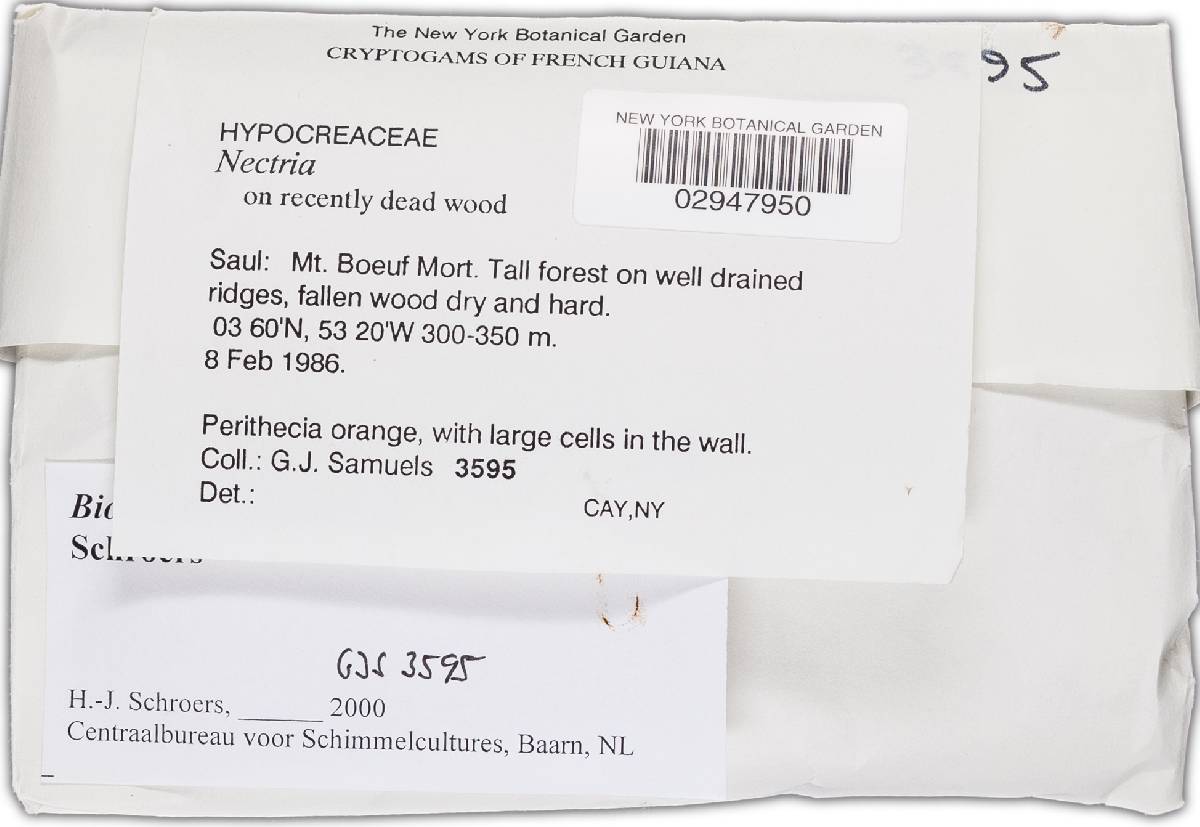 The New York Botanical Garden
CRYPTOGAMS OF FRENCH GUIANA
95
NEW YORK BOTANICAL GARDEN
02947950
HYPOCREACEAE
Nectria
on recently dead wood
Saul: Mt. Boeuf Mort. Tall forest on well drained
ridges, fallen wood dry and hard.
03 60'N, 53 20'W 300-350 m.
8 Feb 1986.
Perithecia orange, with large cells in the wall.
Coll.: G.J. Samuels 3595
Det.:
CAY,NY
Schroers
GJS 3595
H.-J. Schroers, ______ 2000
Centraalbureau voor Schimmelcultures, Baarn, NL